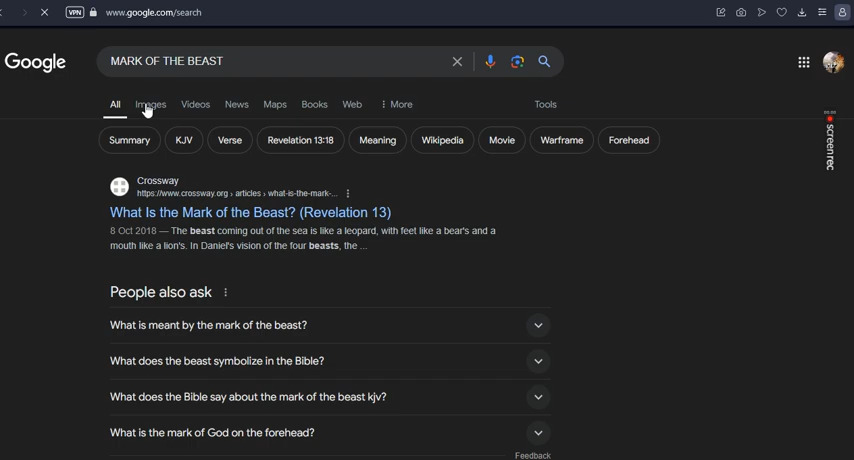 VPN www.google.com/search
Google
MARK OF THE BEAST
All Images Videos News Maps Books Web More Tools
Summary KJV Verse Revelation 13:18 Meaning Wikipedia Movie Warframe Forehead
screenrec
Crossway
https://www.crossway.org › articles › what-is-the-mark-...
What Is the Mark of the Beast? (Revelation 13)
8 Oct 2018 — The beast coming out of the sea is like a leopard, with feet like a bear's and a
mouth like a lion's. In Daniel's vision of the four beasts, the ...
People also ask
What is meant by the mark of the beast?
What does the beast symbolize in the Bible?
What does the Bible say about the mark of the beast kjv?
What is the mark of God on the forehead?
Feedback